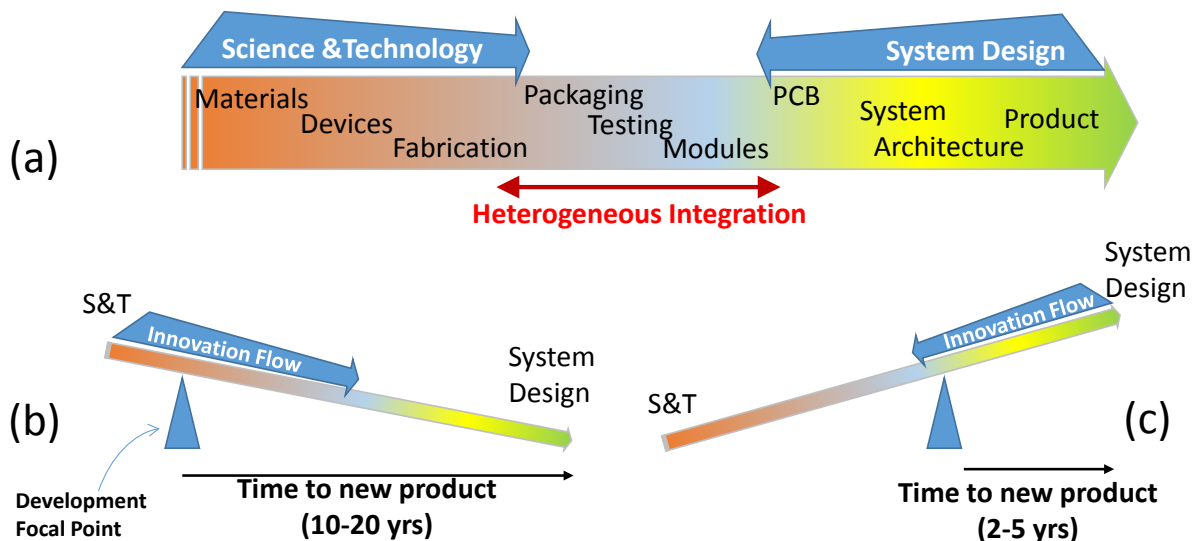 Science &Technology
System Design
Materials
Devices
Fabrication
Packaging
Testing
Modules
PCB
System
Architecture
Product
(a)
Heterogeneous Integration
S&T
Innovation Flow
System
Design
(b)
Development
Focal Point
Time to new product
(10-20 yrs)
System
Design
Innovation Flow
S&T
(c)
Time to new product
(2-5 yrs)